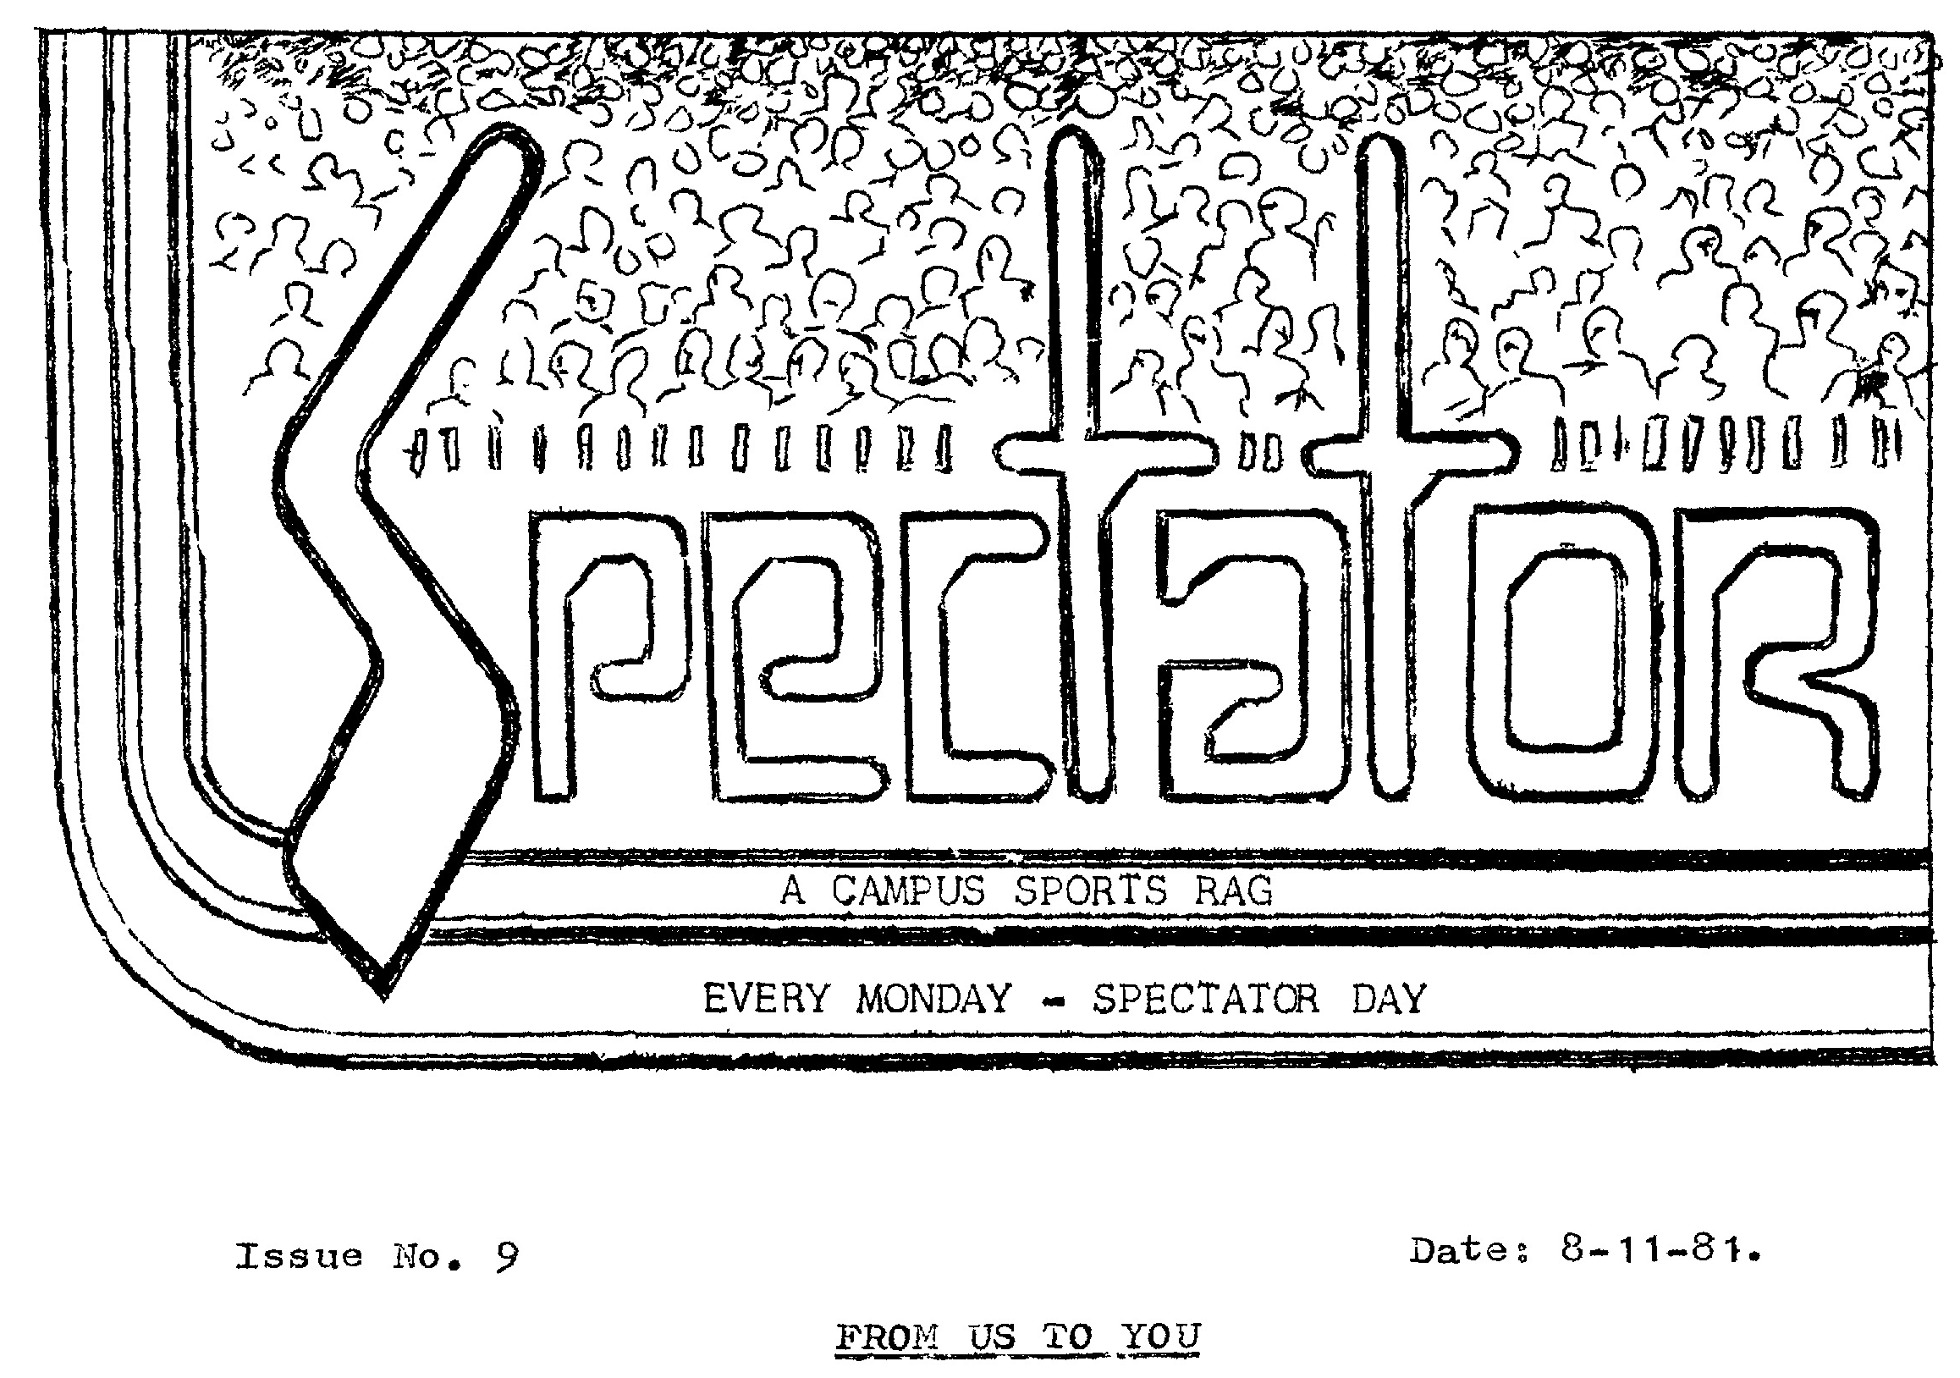 SPECTATOR
A CAMPUS SPORTS RAG
EVERY MONDAY - SPECTATOR DAY
Issue No. 9 Date: 8-11-81.
FROM US TO YOU